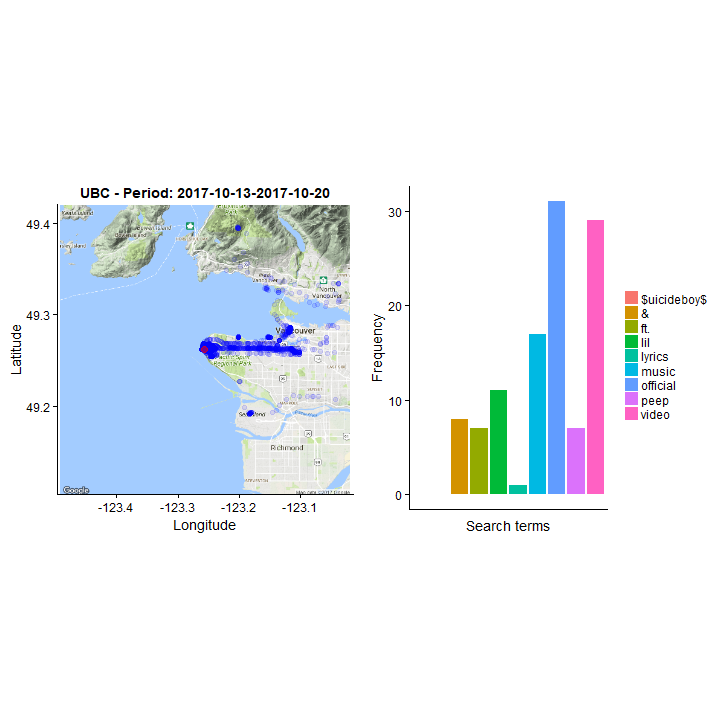 UBC - Period: 2017-10-13-2017-10-20
Latitude
49.4
49.3
49.2
Vancouver
North
Vancouver
Regional Park
Richmond
Google
-123.4
-123.3
-123.2
-123.1
Longitude
Frequency
30
20
10
0
Search terms
$uicideboy$
&
ft.
lil
lyrics
music
official
peep
video